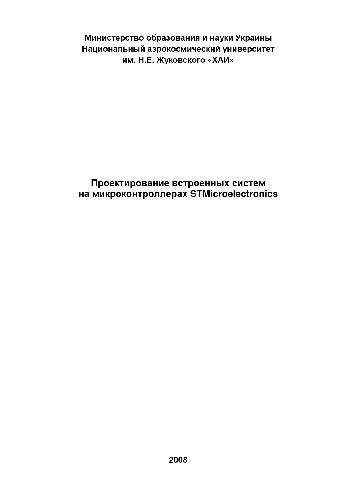 Министерство образования и науки Украины
Национальный аэрокосмический университет
им. Н.Е. Жуковского «ХАИ»
Проектирование встроенных систем
на микроконтроллерах STMicroelectronics
2008